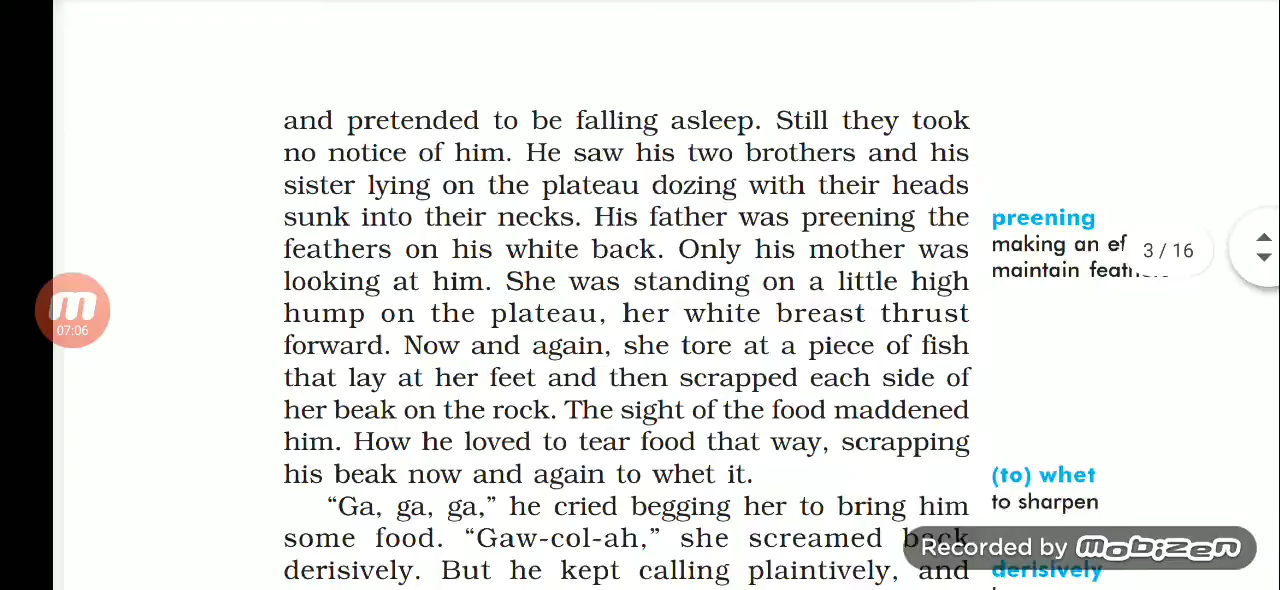 and pretended to be falling asleep. Still they took
no notice of him. He saw his two brothers and his
sister lying on the plateau dozing with their heads
sunk into their necks. His father was preening the
feathers on his white back. Only his mother was
looking at him. She was standing on a little high
hump on the plateau, her white breast thrust
forward. Now and again, she tore at a piece of fish
that lay at her feet and then scrapped each side of
her beak on the rock. The sight of the food maddened
him. How he loved to tear food that way, scrapping
his beak now and again to whet it.
“Ga, ga, ga,” he cried begging her to bring him
some food. “Gaw-col-ah,” she screamed back
derisively. But he kept calling plaintively, and
preening
making an ef
maintain
3 / 16
(to) whet
to sharpen
derisively
07:06
Recorded by mobizen